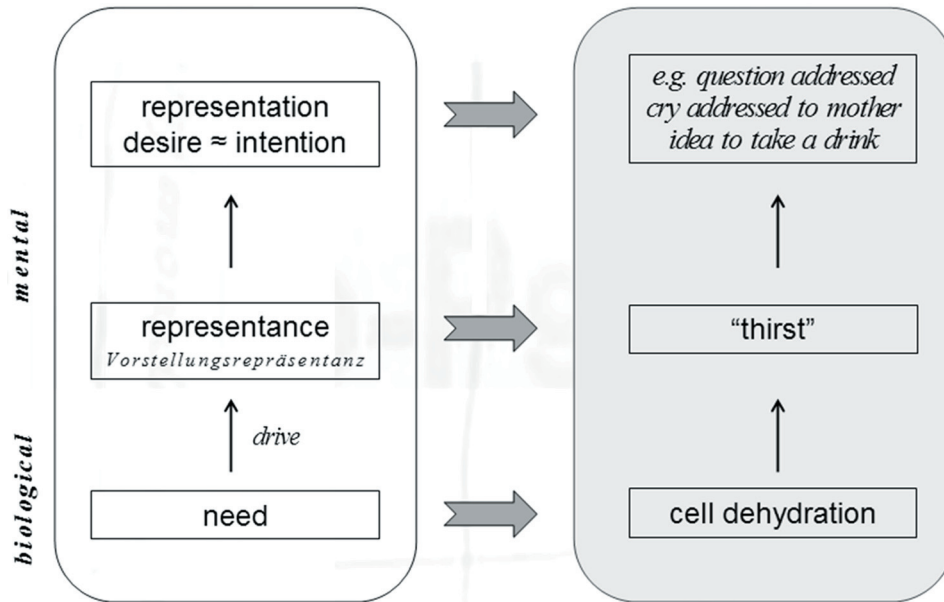 representation
desire ≈ intention
e.g. question addressed
cry addressed to mother
idea to take a drink
mental
representance
Vorstellungsrepräsentanz
“thirst”
drive
biological
need
cell dehydration